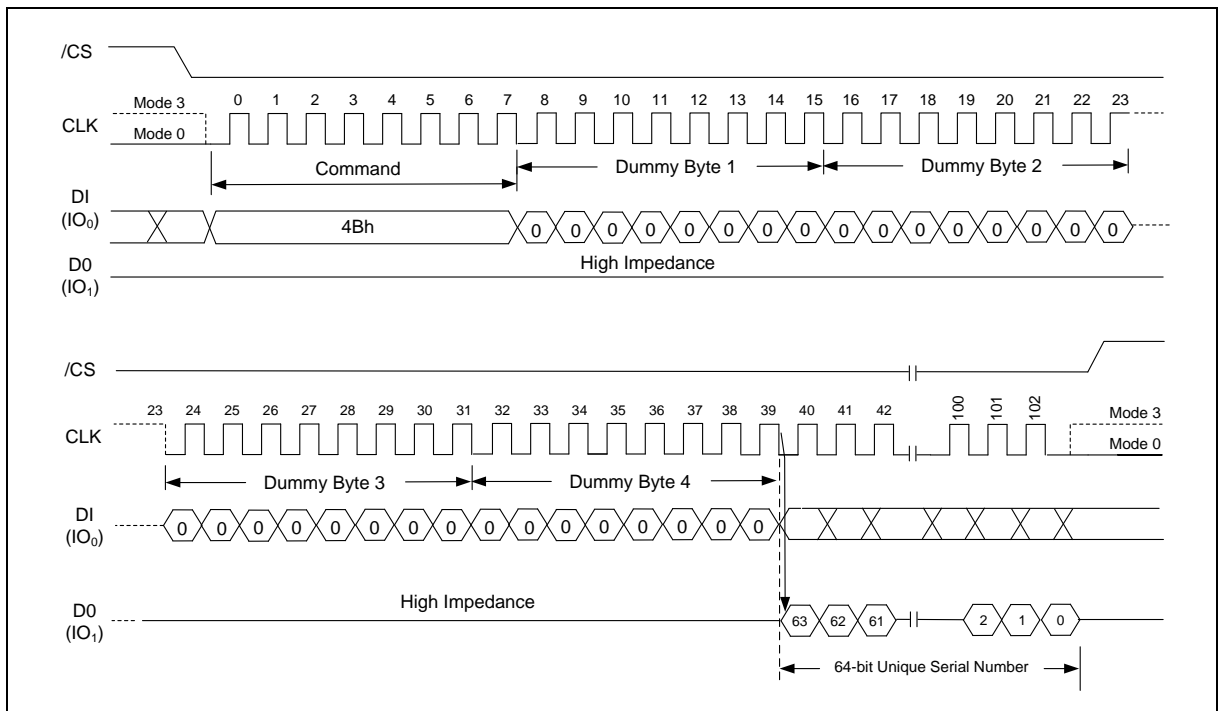 /CS
Mode 3 0 1 2 3 4 5 6 7 8 9 10 11 12 13 14 15 16 17 18 19 20 21 22 23
CLK
Mode 0
Command Dummy Byte 1 Dummy Byte 2
DI
(IO0)
4Bh 0 0 0 0 0 0 0 0 0 0 0 0 0 0 0 0
D0
(IO1)
High Impedance
/CS
23 24 25 26 27 28 29 30 31 32 33 34 35 36 37 38 39 40 41 42 100 101 102 Mode 3
CLK
Mode 0
Dummy Byte 3 Dummy Byte 4
DI
(IO0)
0 0 0 0 0 0 0 0 0 0 0 0 0 0 0 0
D0
(IO1)
High Impedance
63 62 61 2 1 0
64-bit Unique Serial Number